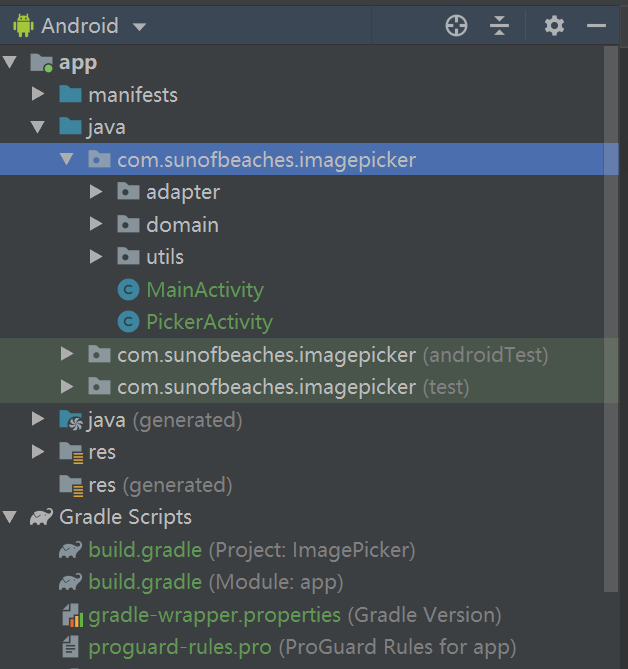 Android
app
manifests
java
com.sunofbeaches.imagepicker
adapter
domain
utils
C MainActivity
C PickerActivity
com.sunofbeaches.imagepicker (androidTest)
com.sunofbeaches.imagepicker (test)
java (generated)
res
res (generated)
Gradle Scripts
build.gradle (Project: ImagePicker)
build.gradle (Module: app)
gradle-wrapper.properties (Gradle Version)
proguard-rules.pro (ProGuard Rules for app)